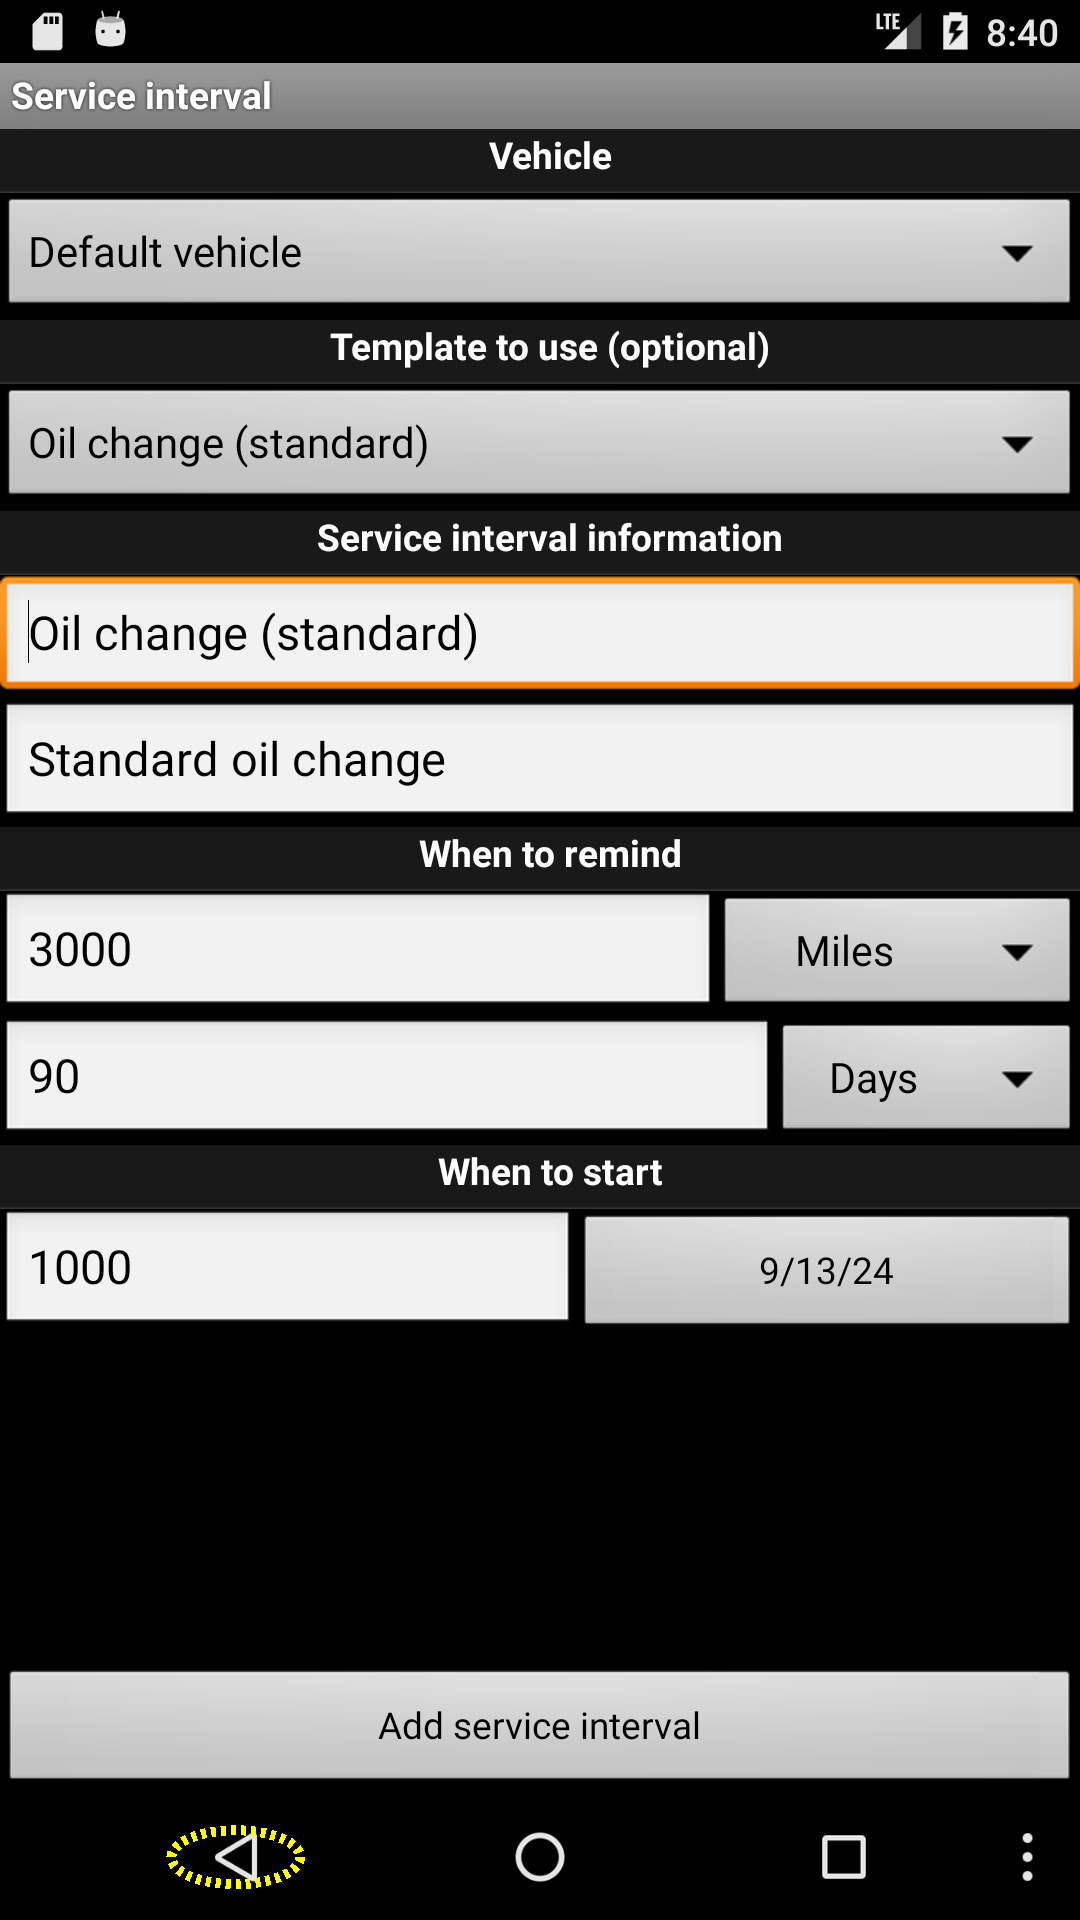 LTE 8:40
Service interval
Vehicle
Default vehicle
Template to use (optional)
Oil change (standard)
Service interval information
Oil change (standard)
Standard oil change
When to remind
3000 Miles
90 Days
When to start
1000 9/13/24
Add service interval